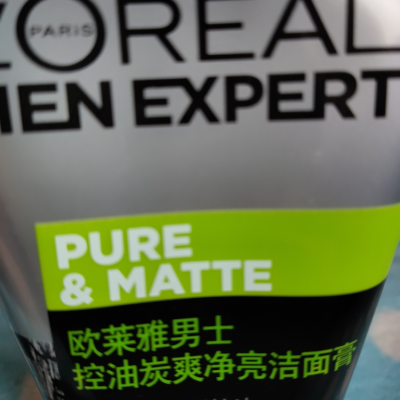 L'ORÉAL
PARIS
MEN EXPERT
PURE
& MATTE
欧莱雅男士
控油炭爽净亮洁面膏